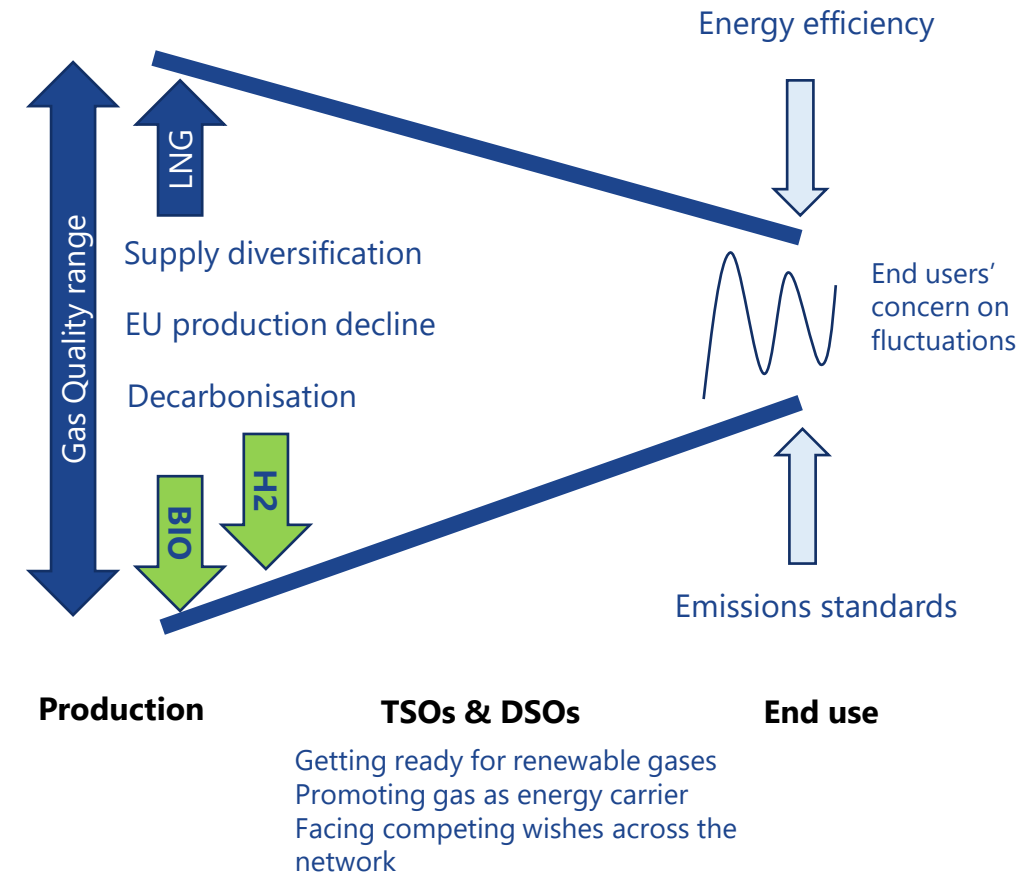 Energy efficiency
LNG
Gas Quality range
Supply diversification
EU production decline
Decarbonisation
End users’
concern on
fluctuations
H2
BIO
Emissions standards
Production
TSOs & DSOs
End use
Getting ready for renewable gases
Promoting gas as energy carrier
Facing competing wishes across the
network